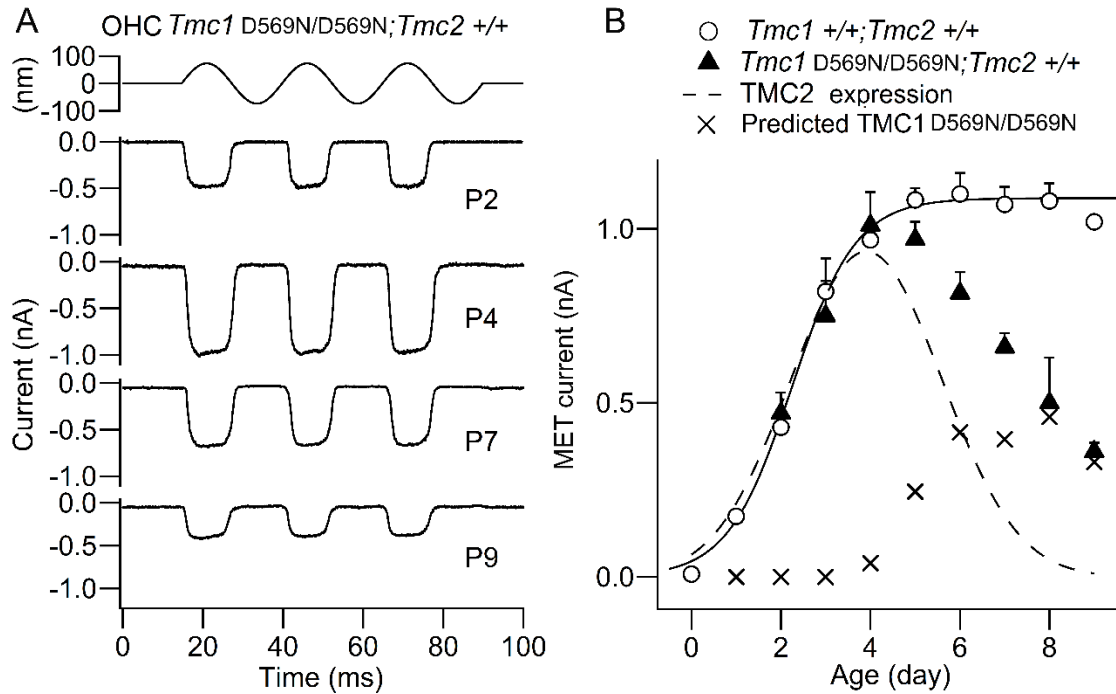 A
OHC Tmc1 D569N/D569N;Tmc2 +/+
100
0
-100
(nm)
0.0
-0.5
-1.0
P2
0.0
-0.5
-1.0
P4
0.0
-0.5
-1.0
P7
0.0
-0.5
-1.0
P9
Current (nA)
0 20 40 60 80 100
Time (ms)
B
Tmc1 +/+;Tmc2 +/+
Tmc1 D569N/D569N;Tmc2 +/+
TMC2 expression
Predicted TMC1 D569N/D569N
1.0
0.5
0.0
MET current (nA)
0 2 4 6 8
Age (day)